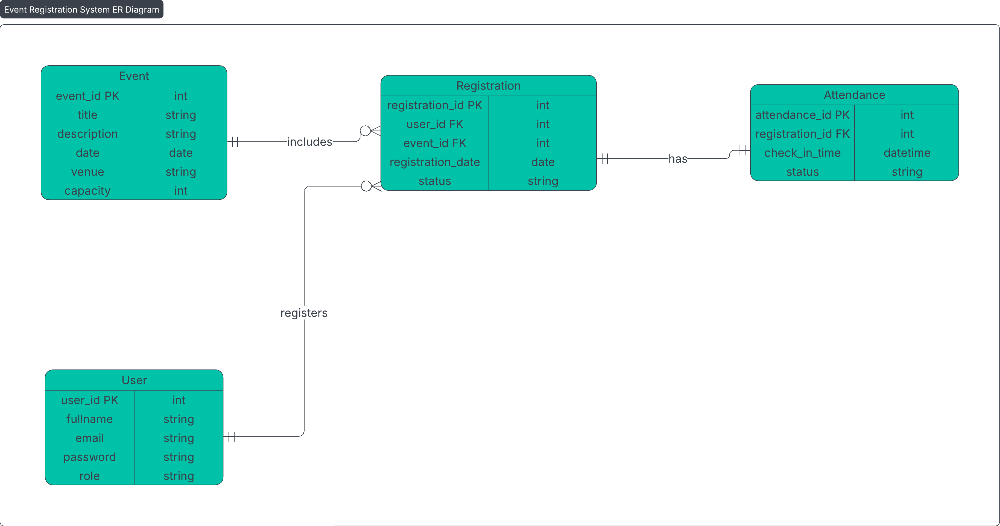 Event Registration System ER Diagram
Event
event_id PK int
title string
description string
date date
venue string
capacity int
includes
Registration
registration_id PK int
user_id FK int
event_id FK int
registration_date date
status string
has
Attendance
attendance_id PK int
registration_id FK int
check_in_time datetime
status string
registers
User
user_id PK int
fullname string
email string
password string
role string